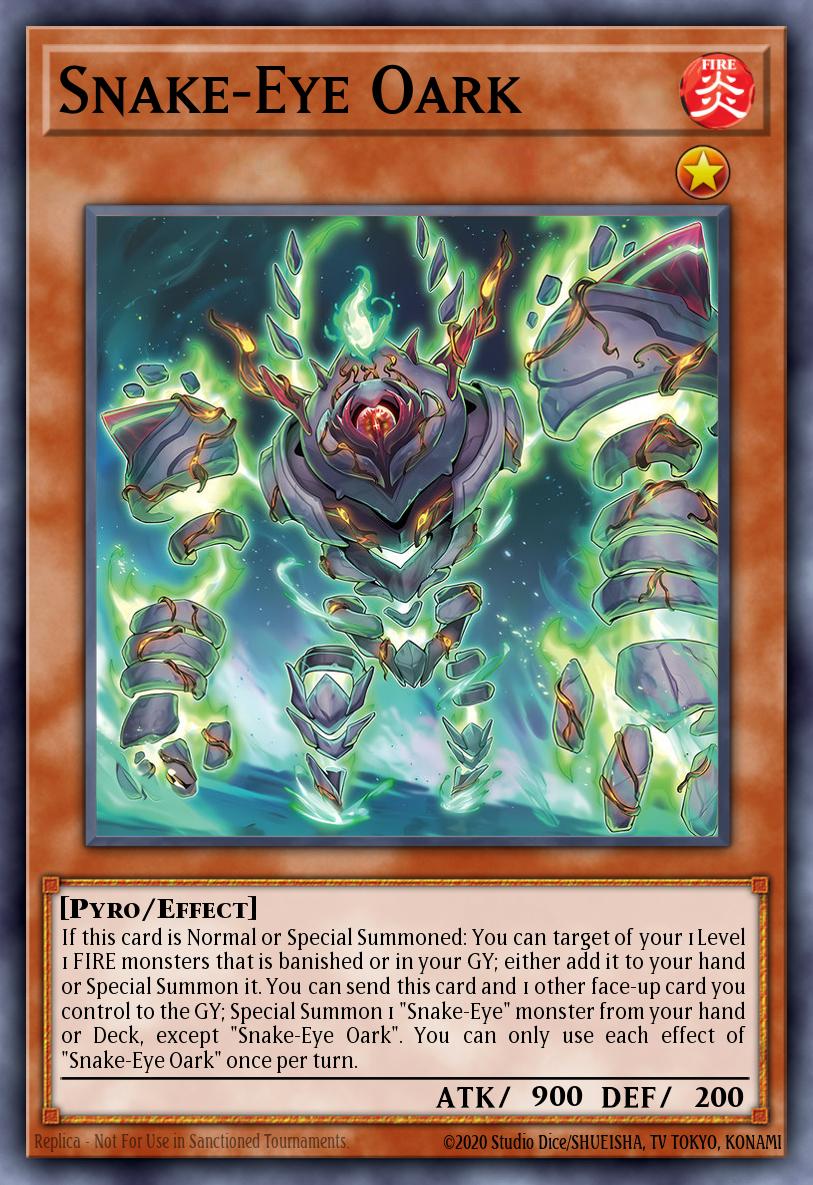 Snake-Eye Oark
FIRE
炎
[Pyro/Effect]
If this card is Normal or Special Summoned: You can target of your 1 Level
1 FIRE monsters that is banished or in your GY; either add it to your hand
or Special Summon it. You can send this card and 1 other face-up card you
control to the GY; Special Summon 1 "Snake-Eye" monster from your hand
or Deck, except "Snake-Eye Oark". You can only use each effect of
"Snake-Eye Oark" once per turn.
ATK/ 900 DEF/ 200
Replica - Not For Use in Sanctioned Tournaments.
©2020 Studio Dice/SHUEISHA, TV TOKYO, KONAMI